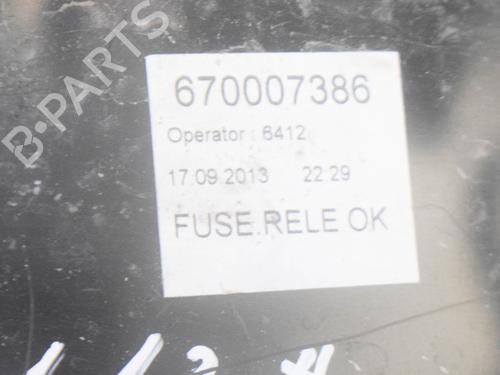 B-PARTS
670007386
Operator : 6412
17.09.2013 22:29
FUSE.RELE OK